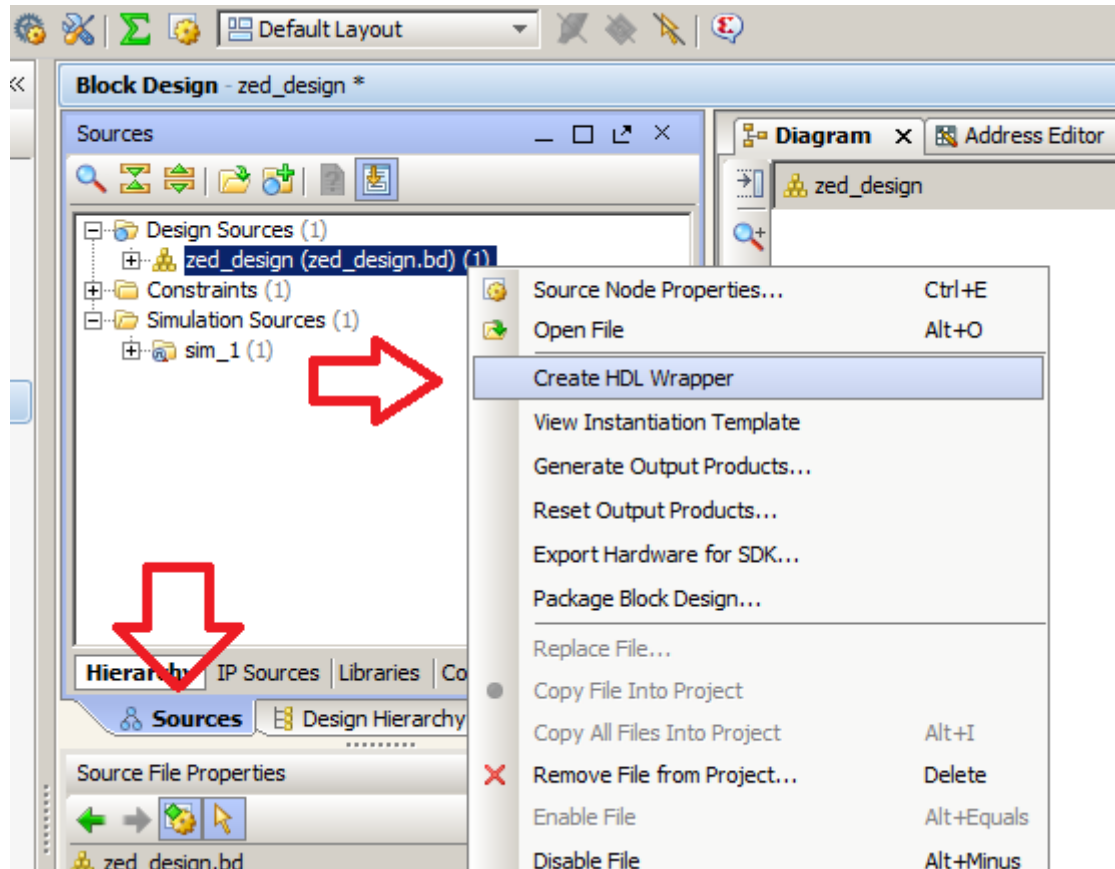 Default Layout
Block Design - zed_design *
Sources
Diagram
Address Editor
zed_design
Design Sources (1)
zed_design (zed_design.bd) (1)
Constraints (1)
Simulation Sources (1)
sim_1 (1)
Source Node Properties... Ctrl+E
Open File Alt+O
Create HDL Wrapper
View Instantiation Template
Generate Output Products...
Reset Output Products...
Export Hardware for SDK...
Package Block Design...
Replace File...
Copy File Into Project
Copy All Files Into Project Alt+I
Remove File from Project... Delete
Enable File Alt+Equals
Disable File Alt+Minus
Hierarchy IP Sources Libraries Co
Sources Design Hierarchy
Source File Properties
zed_design.bd